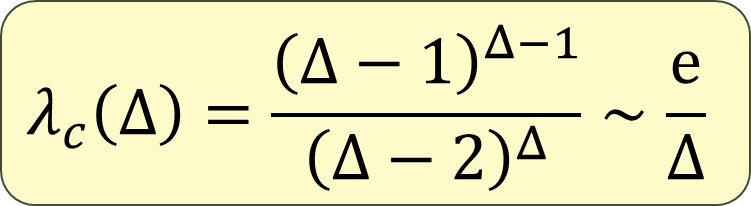 λ_c(Δ) = (Δ − 1)^{Δ−1} / (Δ − 2)^Δ ~ e/Δ